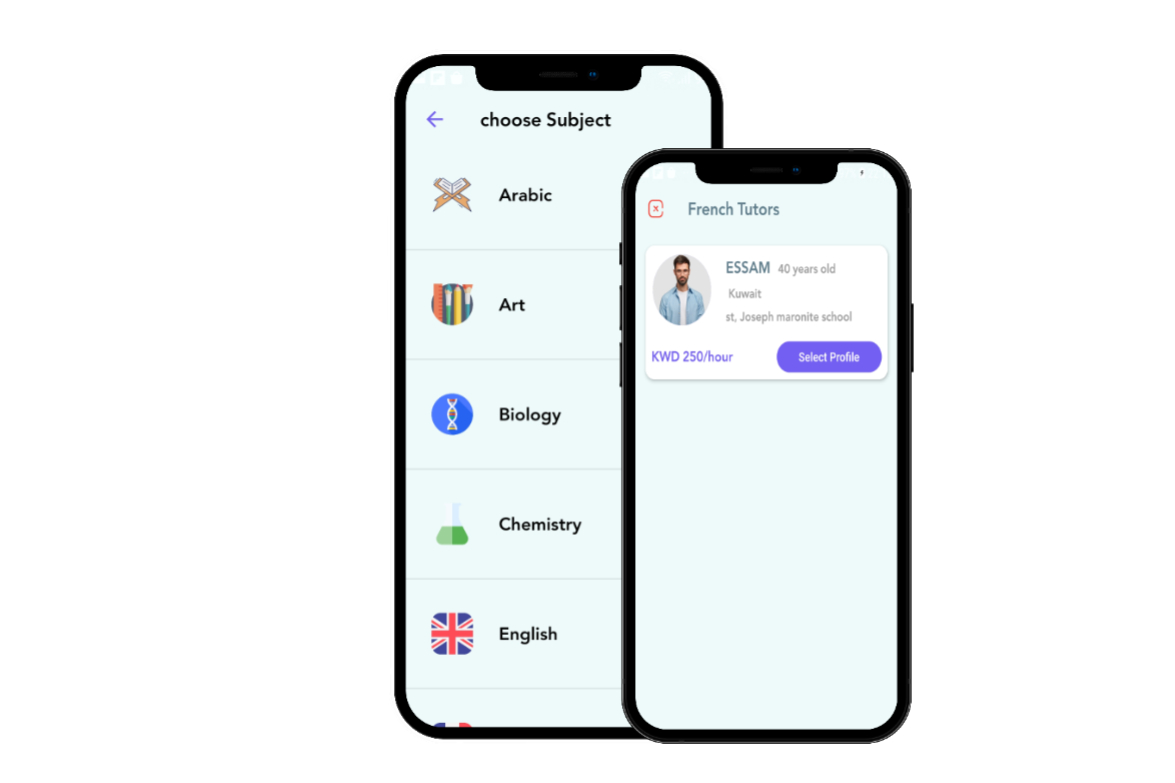 choose Subject
Arabic
Art
Biology
Chemistry
English
French Tutors
ESSAM 40 years old
Kuwait
st, Joseph maronite school
KWD 250/hour
Select Profile